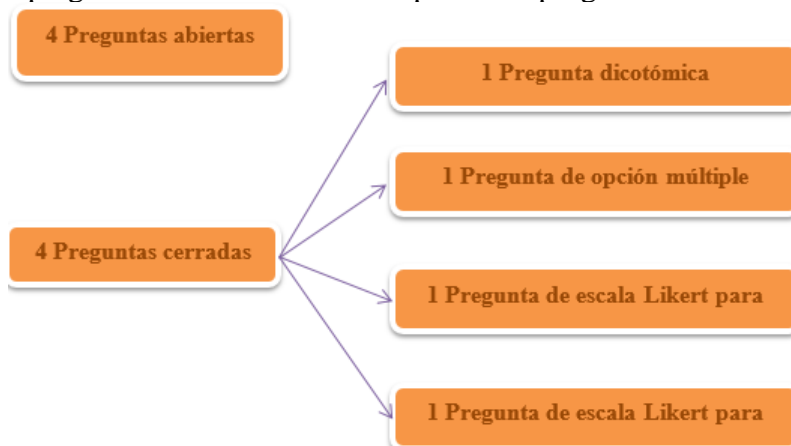 4 Preguntas abiertas
1 Pregunta dicotómica
1 Pregunta de opción múltiple
4 Preguntas cerradas
1 Pregunta de escala Likert para
1 Pregunta de escala Likert para